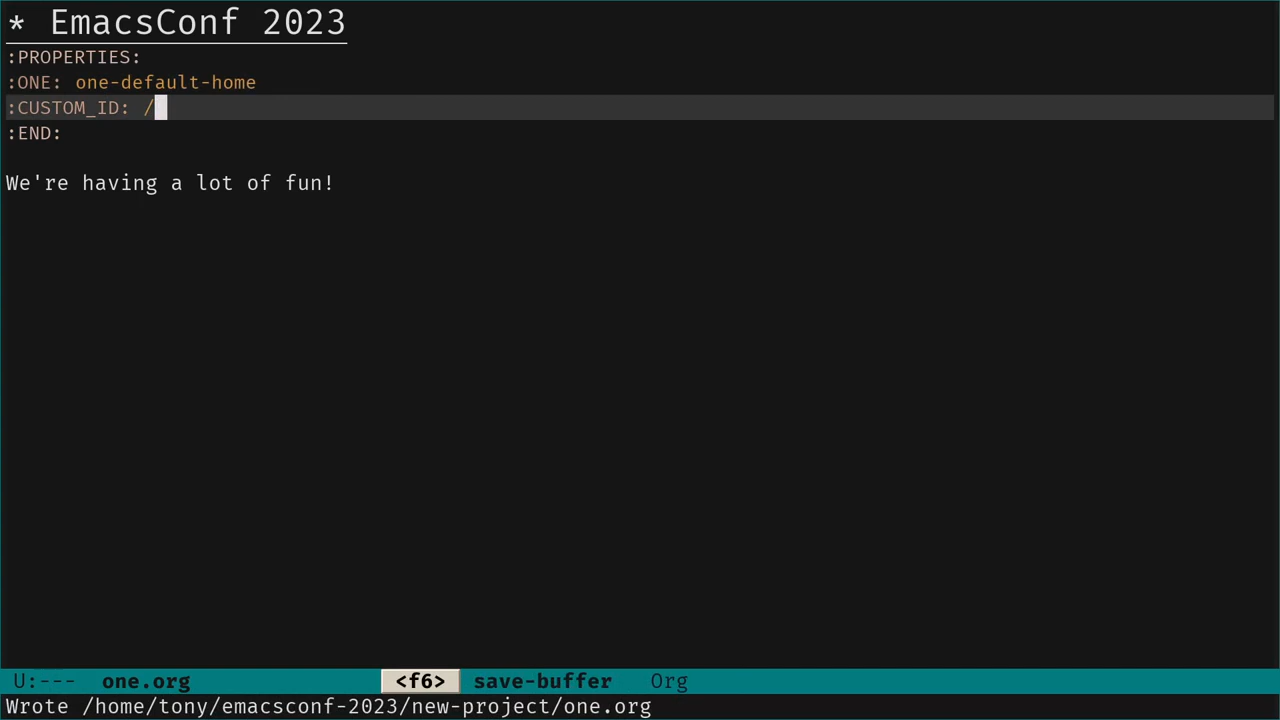 * EmacsConf 2023
:PROPERTIES:
:ONE: one-default-home
:CUSTOM_ID: /
:END:
We're having a lot of fun!
U:--- one.org <f6> save-buffer Org
Wrote /home/tony/emacsconf-2023/new-project/one.org